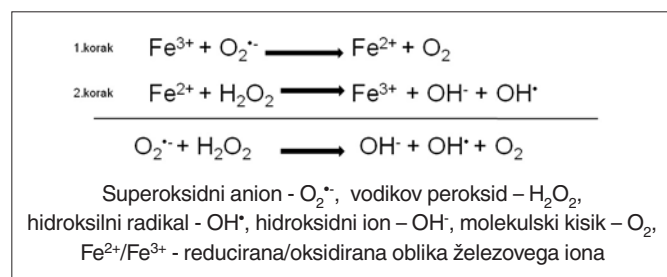 1.korak Fe³⁺ + O₂•⁻ ⟶ Fe²⁺ + O₂
2.korak Fe²⁺ + H₂O₂ ⟶ Fe³⁺ + OH⁻ + OH•
O₂•⁻ + H₂O₂ ⟶ OH⁻ + OH• + O₂
Superoksidni anion - O₂•⁻, vodikov peroksid – H₂O₂,
hidroksilni radikal - OH•, hidroksidni ion – OH⁻, molekulski kisik – O₂,
Fe²⁺/Fe³⁺ - reducirana/oksidirana oblika železovega iona